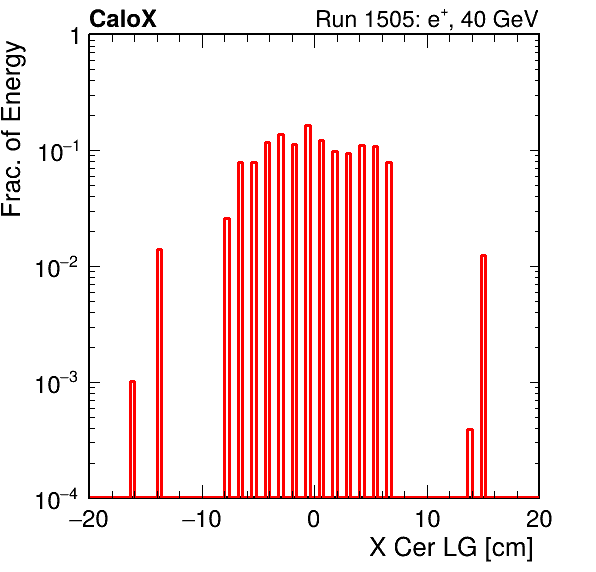 CaloX Run 1505: e⁺, 40 GeV
Frac. of Energy
1
10⁻¹
10⁻²
10⁻³
10⁻⁴
−20 −10 0 10 20
X Cer LG [cm]